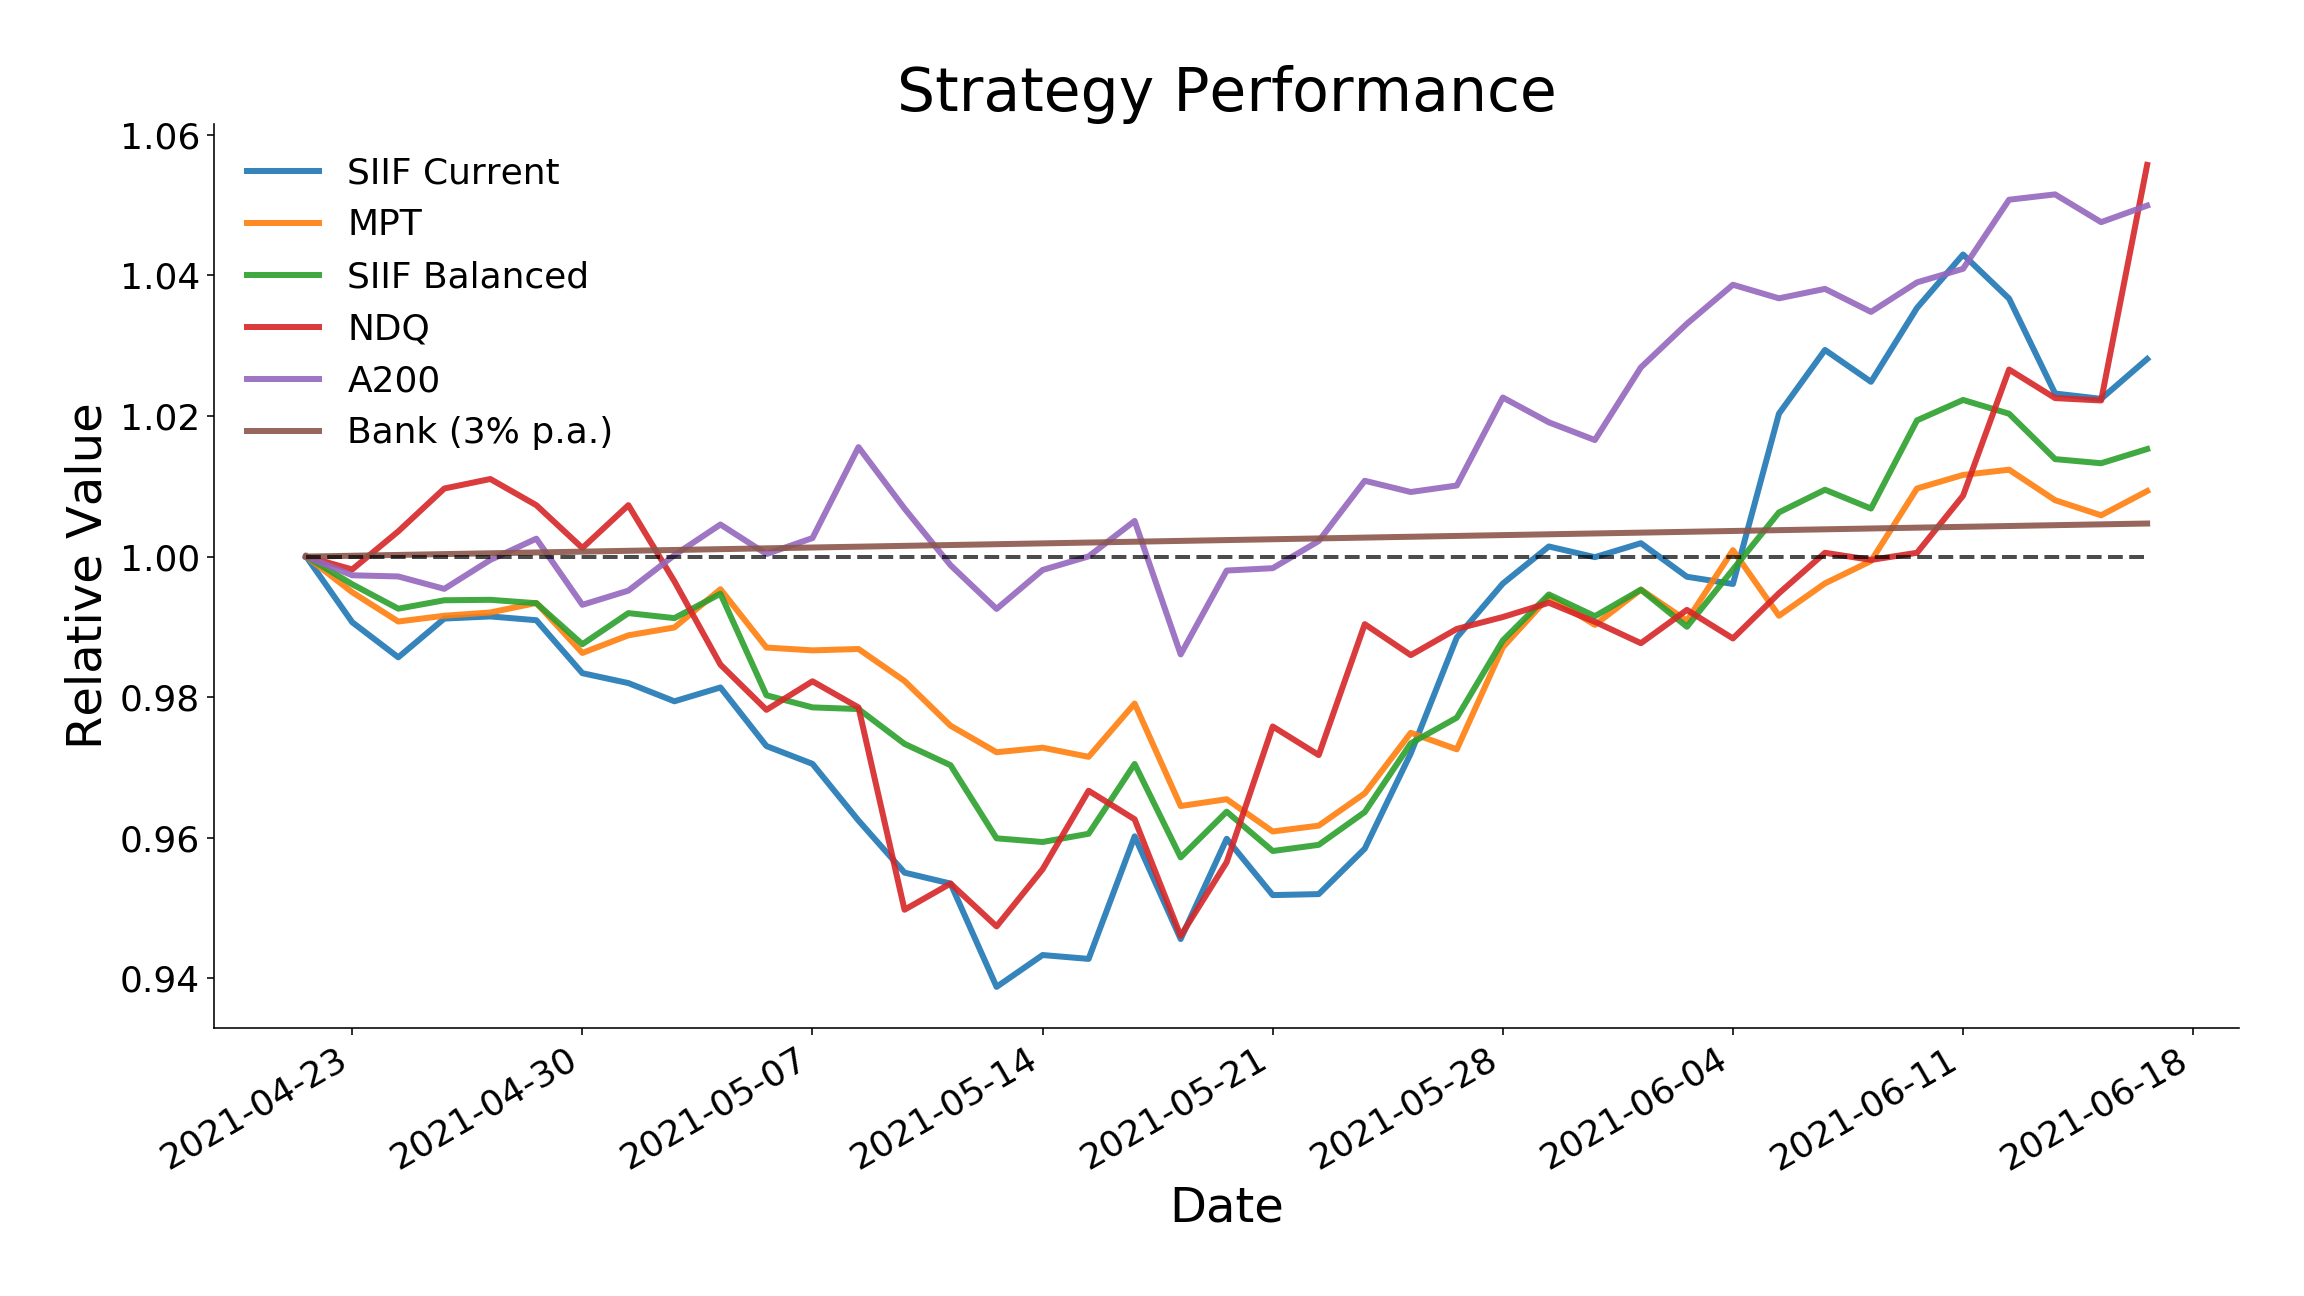 Strategy Performance
1.06
1.04
1.02
1.00
0.98
0.96
0.94
Relative Value
SIIF Current
MPT
SIIF Balanced
NDQ
A200
Bank (3% p.a.)
2021-04-23
2021-04-30
2021-05-07
2021-05-14
2021-05-21
2021-05-28
2021-06-04
2021-06-11
2021-06-18
Date